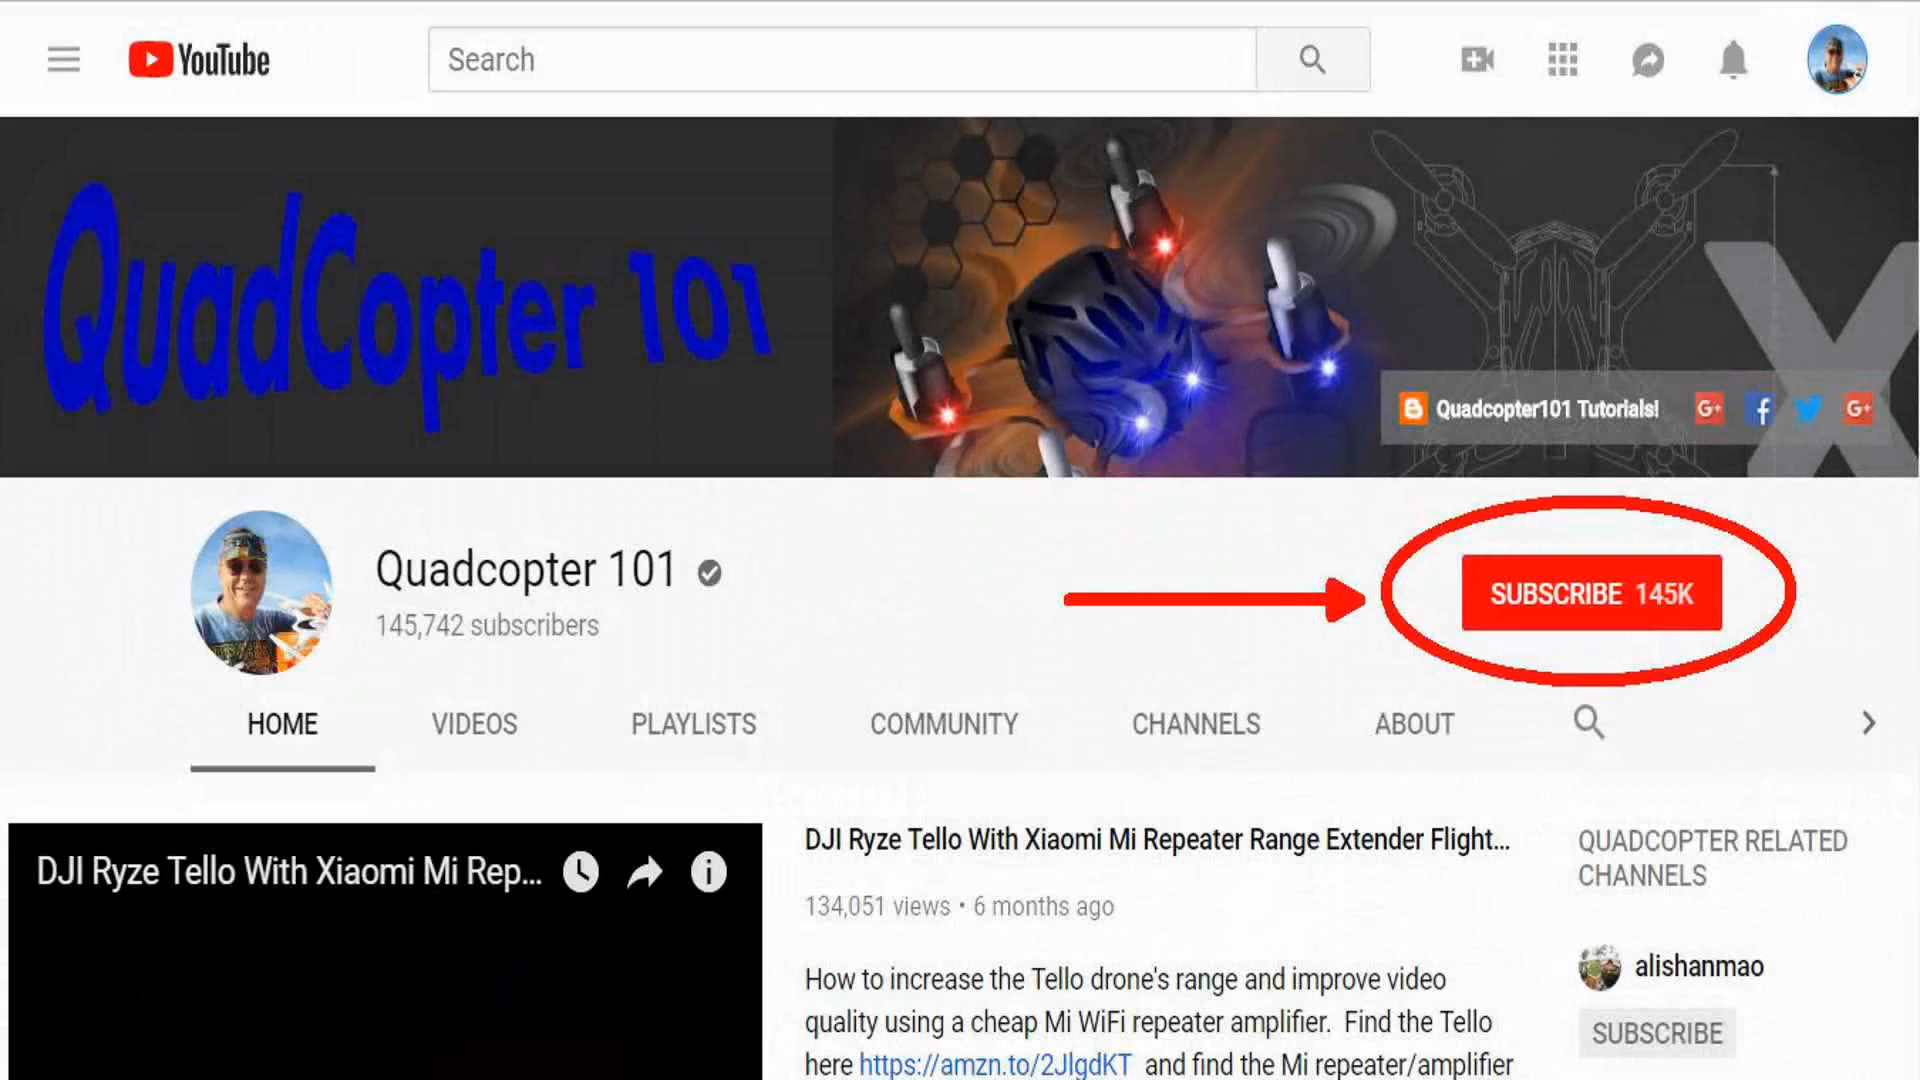 YouTube
Search
QuadCopter 101
Quadcopter101 Tutorials!
G+
f
G+
X
Quadcopter 101
145,742 subscribers
SUBSCRIBE 145K
HOME
VIDEOS
PLAYLISTS
COMMUNITY
CHANNELS
ABOUT
DJI Ryze Tello With Xiaomi Mi Rep...
DJI Ryze Tello With Xiaomi Mi Repeater Range Extender Flight...
134,051 views • 6 months ago
How to increase the Tello drone's range and improve video
quality using a cheap Mi WiFi repeater amplifier. Find the Tello
here https://amzn.to/2JlgdKT and find the Mi repeater/amplifier
QUADCOPTER RELATED
CHANNELS
alishanmao
SUBSCRIBE